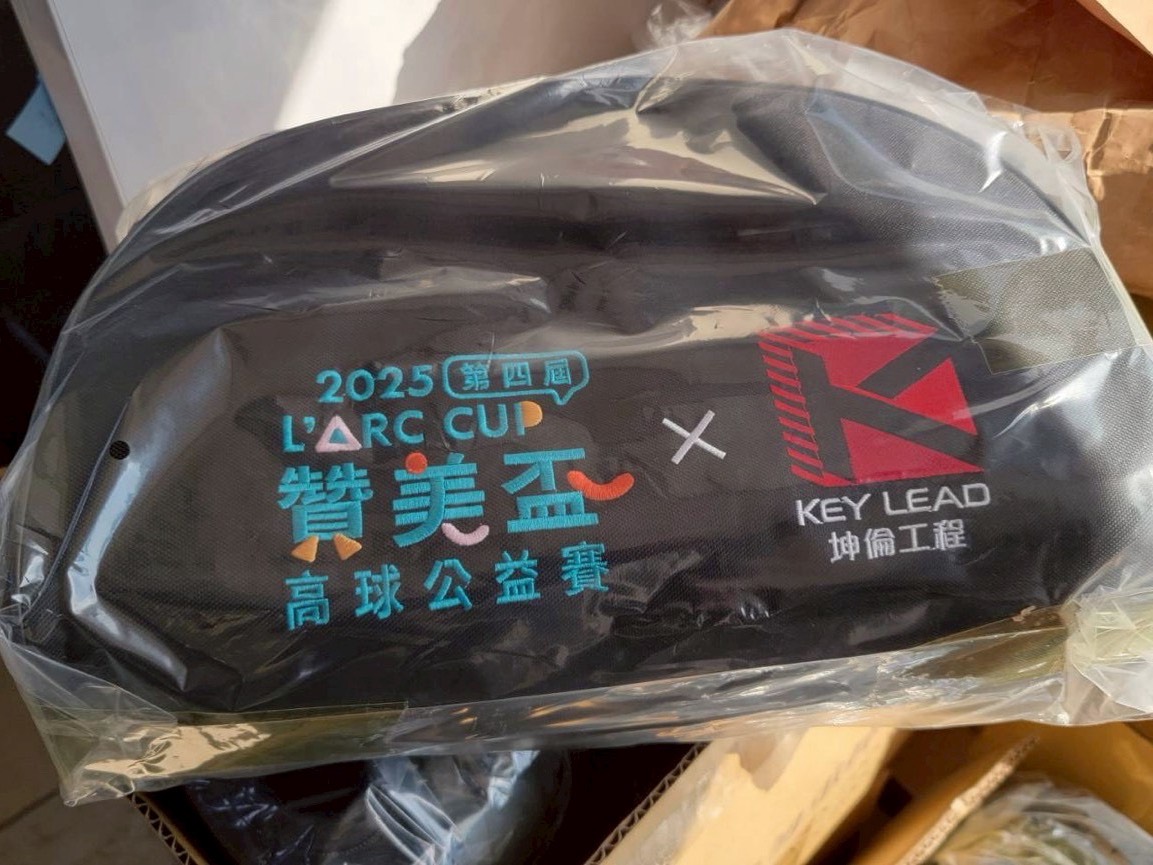 2025 第四屆
L'ARC CUP
贊美盃
高球公益賽
×
KEY LEAD
坤倫工程